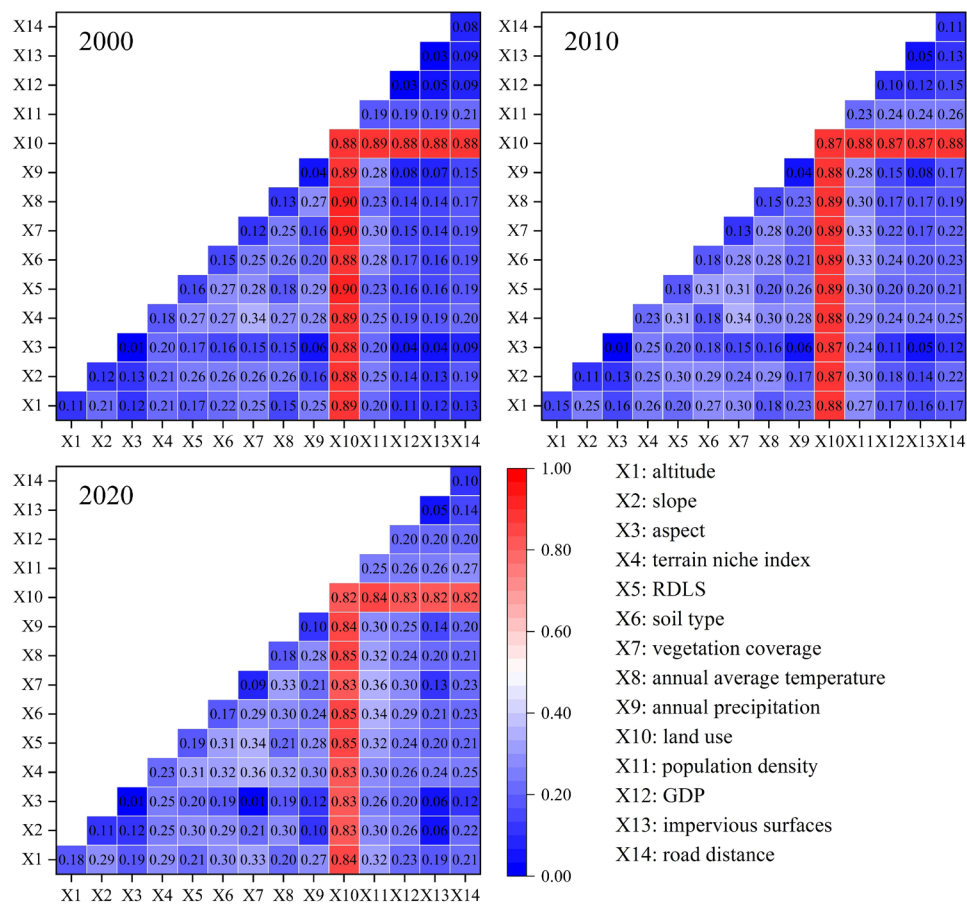 2000
X14 0.08
X13 0.03 0.09
X12 0.03 0.05 0.09
X11 0.19 0.19 0.19 0.21
X10 0.88 0.89 0.88 0.88 0.88
X9 0.04 0.89 0.28 0.08 0.07 0.15
X8 0.13 0.27 0.90 0.23 0.14 0.14 0.17
X7 0.12 0.25 0.16 0.90 0.30 0.15 0.14 0.19
X6 0.15 0.25 0.26 0.20 0.88 0.28 0.17 0.16 0.19
X5 0.16 0.27 0.28 0.18 0.29 0.90 0.23 0.16 0.16 0.19
X4 0.18 0.27 0.27 0.34 0.27 0.28 0.89 0.25 0.19 0.19 0.20
X3 0.01 0.20 0.17 0.16 0.15 0.15 0.06 0.88 0.20 0.04 0.04 0.09
X2 0.12 0.13 0.21 0.26 0.26 0.26 0.26 0.16 0.88 0.25 0.14 0.13 0.19
X1 0.11 0.21 0.12 0.21 0.17 0.22 0.25 0.15 0.25 0.89 0.20 0.11 0.12 0.13
X1 X2 X3 X4 X5 X6 X7 X8 X9 X10 X11 X12 X13 X14
2010
X14 0.11
X13 0.05 0.13
X12 0.10 0.12 0.15
X11 0.23 0.24 0.24 0.26
X10 0.87 0.88 0.87 0.87 0.88
X9 0.04 0.88 0.28 0.15 0.08 0.17
X8 0.15 0.23 0.89 0.30 0.17 0.17 0.19
X7 0.13 0.28 0.20 0.89 0.33 0.22 0.17 0.22
X6 0.18 0.28 0.28 0.21 0.89 0.33 0.24 0.20 0.23
X5 0.18 0.31 0.31 0.20 0.26 0.89 0.30 0.20 0.20 0.21
X4 0.23 0.31 0.18 0.34 0.30 0.28 0.88 0.29 0.24 0.24 0.25
X3 0.01 0.25 0.20 0.18 0.15 0.16 0.06 0.87 0.24 0.11 0.05 0.12
X2 0.11 0.13 0.25 0.30 0.29 0.24 0.29 0.17 0.87 0.30 0.18 0.14 0.22
X1 0.15 0.25 0.16 0.26 0.20 0.27 0.30 0.18 0.23 0.88 0.27 0.17 0.16 0.17
X1 X2 X3 X4 X5 X6 X7 X8 X9 X10 X11 X12 X13 X14
2020
X14 0.10
X13 0.05 0.14
X12 0.20 0.20 0.20
X11 0.25 0.26 0.26 0.27
X10 0.82 0.84 0.83 0.82 0.82
X9 0.10 0.84 0.30 0.25 0.14 0.20
X8 0.18 0.28 0.85 0.32 0.24 0.20 0.21
X7 0.09 0.33 0.21 0.83 0.36 0.30 0.13 0.23
X6 0.17 0.29 0.30 0.24 0.85 0.34 0.29 0.21 0.23
X5 0.19 0.31 0.34 0.21 0.28 0.85 0.32 0.24 0.20 0.21
X4 0.23 0.31 0.32 0.36 0.32 0.30 0.83 0.30 0.26 0.24 0.25
X3 0.01 0.25 0.20 0.19 0.01 0.19 0.12 0.83 0.26 0.20 0.06 0.12
X2 0.11 0.12 0.25 0.30 0.29 0.21 0.30 0.10 0.83 0.30 0.26 0.06 0.22
X1 0.18 0.29 0.19 0.29 0.21 0.30 0.33 0.20 0.27 0.84 0.32 0.23 0.19 0.21
X1 X2 X3 X4 X5 X6 X7 X8 X9 X10 X11 X12 X13 X14
1.00
0.80
0.60
0.40
0.20
0.00
X1: altitude
X2: slope
X3: aspect
X4: terrain niche index
X5: RDLS
X6: soil type
X7: vegetation coverage
X8: annual average temperature
X9: annual precipitation
X10: land use
X11: population density
X12: GDP
X13: impervious surfaces
X14: road distance